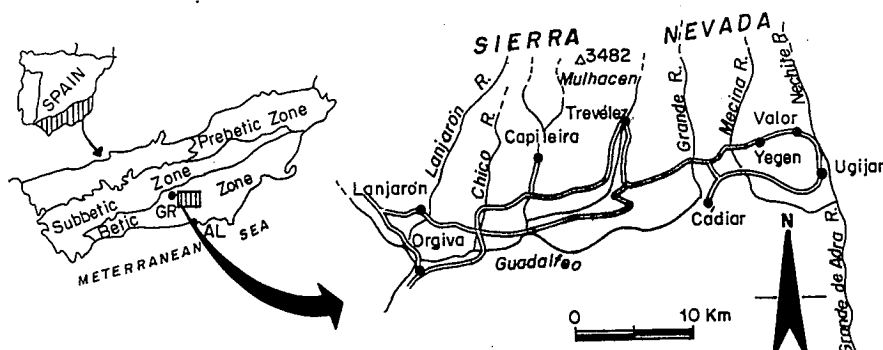 SIERRA NEVADA
△3482
Mulhacen
SPAIN
Prebetic Zone
Subbetic Zone
Betic Zone
GR
AL
METERRANEAN SEA
Lanjarón R.
Chico R.
Grande R.
Mecina R.
Nechite R.
Trevélez
Capileira
Valor
Yegen
Ugijar
Lanjarón
Cadiar
Orgiva
Guadalfeo
Grande de Adra R.
N
0 10 Km